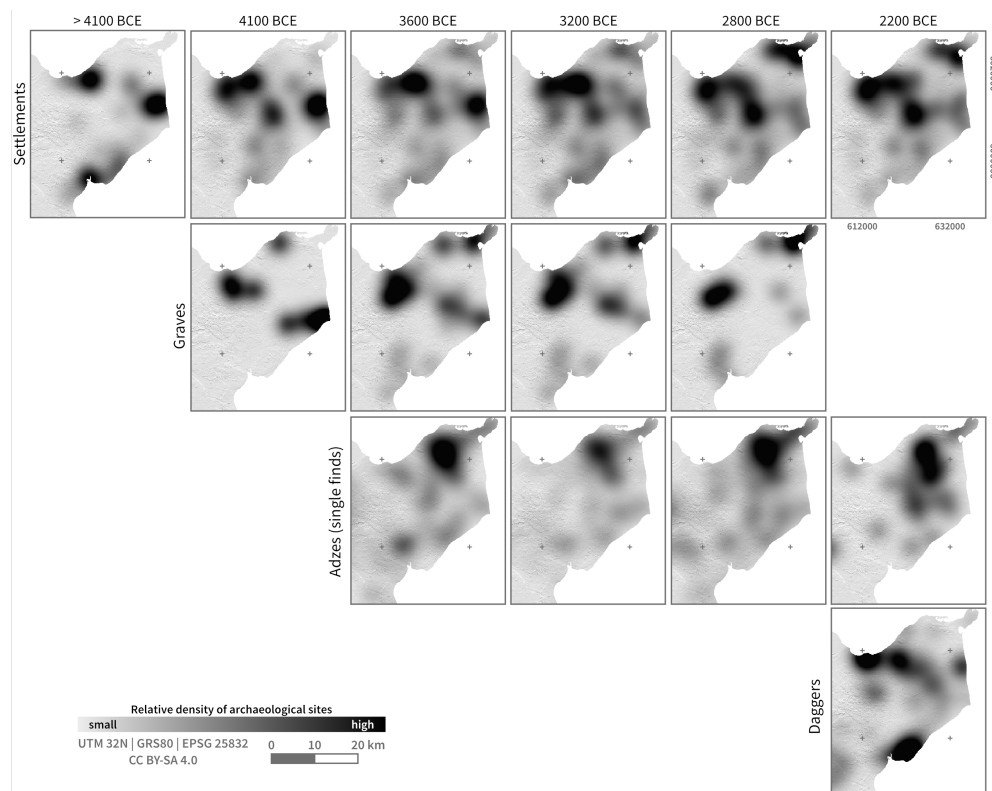 > 4100 BCE 4100 BCE 3600 BCE 3200 BCE 2800 BCE 2200 BCE
Settlements
612000 632000
Graves
Adzes (single finds)
Daggers
Relative density of archaeological sites
small high
UTM 32N | GRS80 | EPSG 25832
CC BY-SA 4.0
0 10 20 km